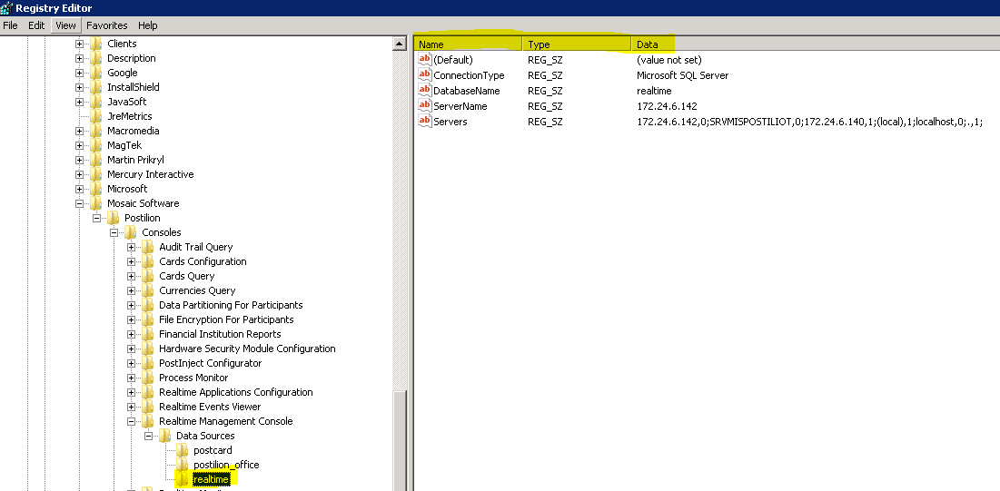 Registry Editor
File Edit View Favorites Help
Clients
Description
Google
InstallShield
JavaSoft
JreMetrics
Macromedia
MagTek
Martin Prikryl
Mercury Interactive
Microsoft
Mosaic Software
Postilion
Consoles
Audit Trail Query
Cards Configuration
Cards Query
Currencies Query
Data Partitioning For Participants
File Encryption For Participants
Financial Institution Reports
Hardware Security Module Configuration
PostInject Configurator
Process Monitor
Realtime Applications Configuration
Realtime Events Viewer
Realtime Management Console
Data Sources
postcard
postilion_office
realtime
Name Type Data
ab (Default) REG_SZ (value not set)
ab ConnectionType REG_SZ Microsoft SQL Server
ab DatabaseName REG_SZ realtime
ab ServerName REG_SZ 172.24.6.142
ab Servers REG_SZ 172.24.6.142,0;SRVMISPOSTILIOT,0;172.24.6.140,1;(local),1;localhost,0;.,1;